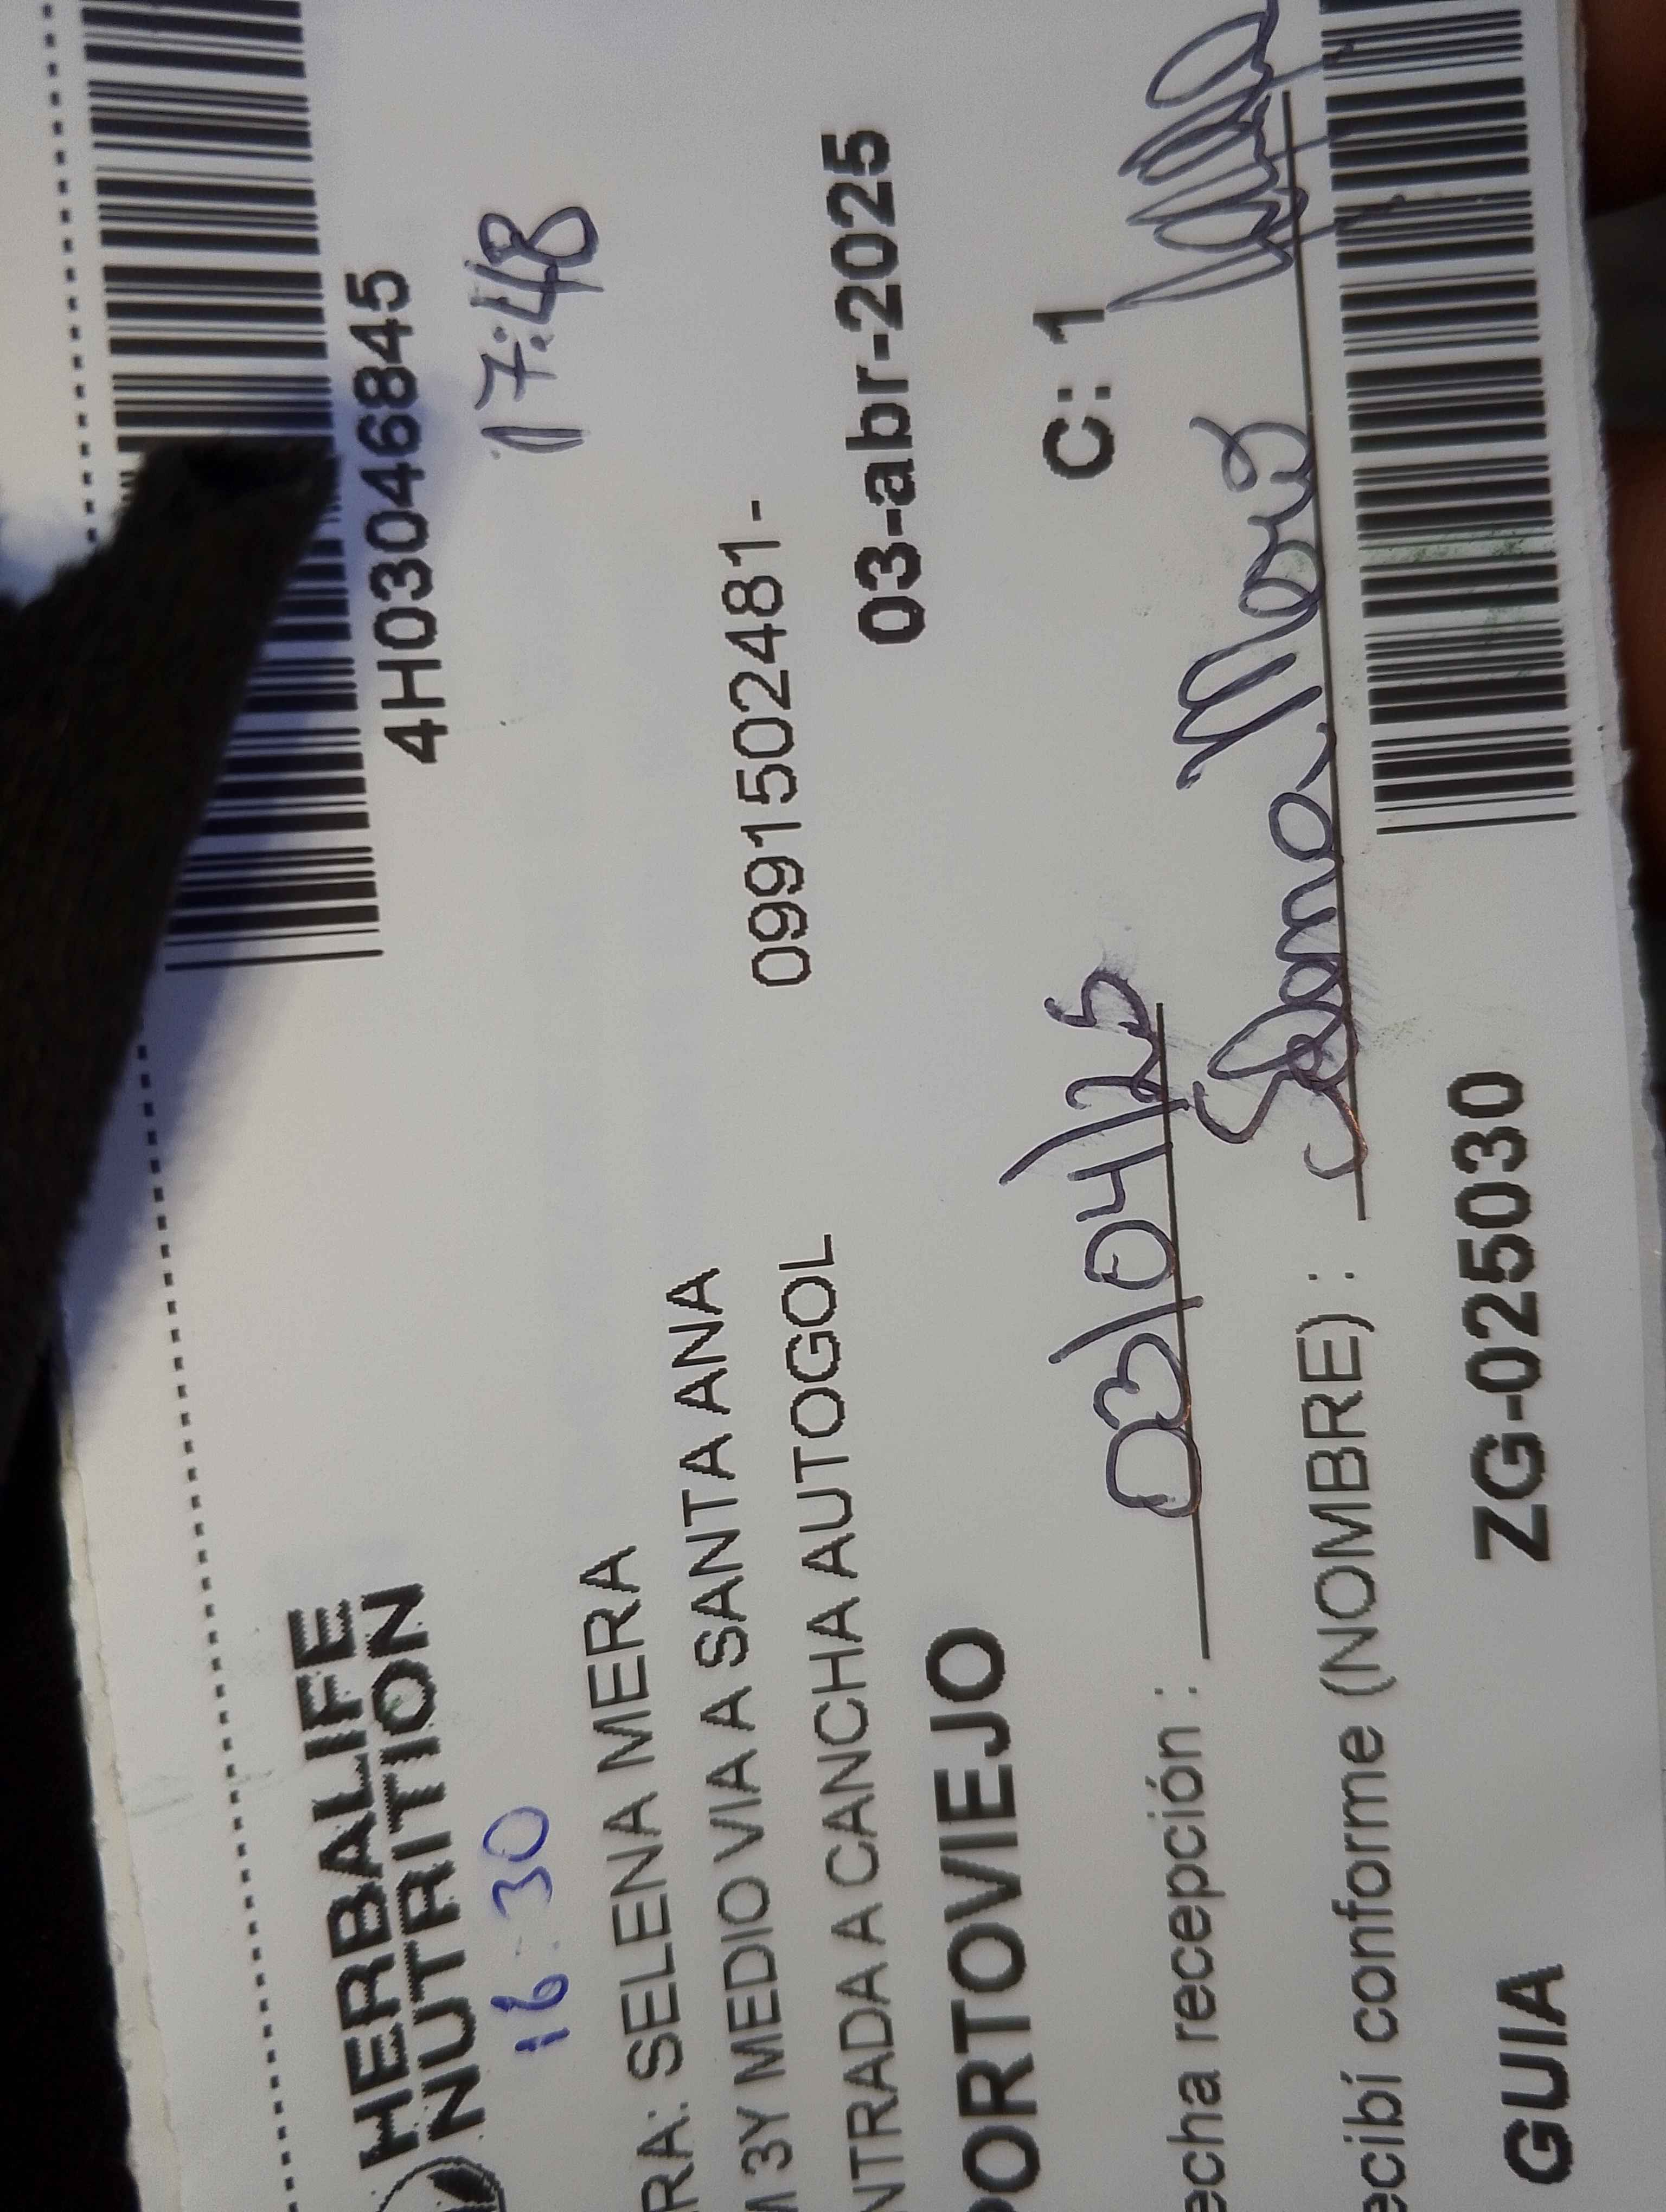 HERBALIFE
NUTRITION
4H03046845
16:30
17:48
RA: SELENA MERA
M 3Y MEDIO VIA A SANTA ANA
0991502481-
NTRADA A CANCHA AUTOGOL
03-abr-2025
PORTOVIEJO
C: 1
echa recepción : 03/04/25
ecibí conforme (NOMBRE) :
GUIA ZG-025030